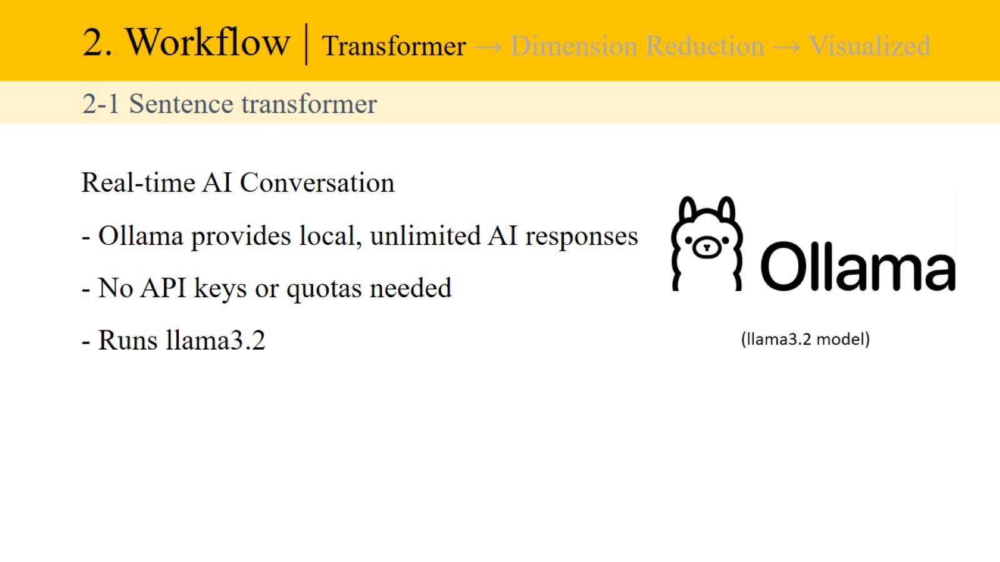 2. Workflow | Transformer → Dimension Reduction → Visualized
2-1 Sentence transformer
Real-time AI Conversation
- Ollama provides local, unlimited AI responses
- No API keys or quotas needed
- Runs llama3.2
Ollama
(llama3.2 model)